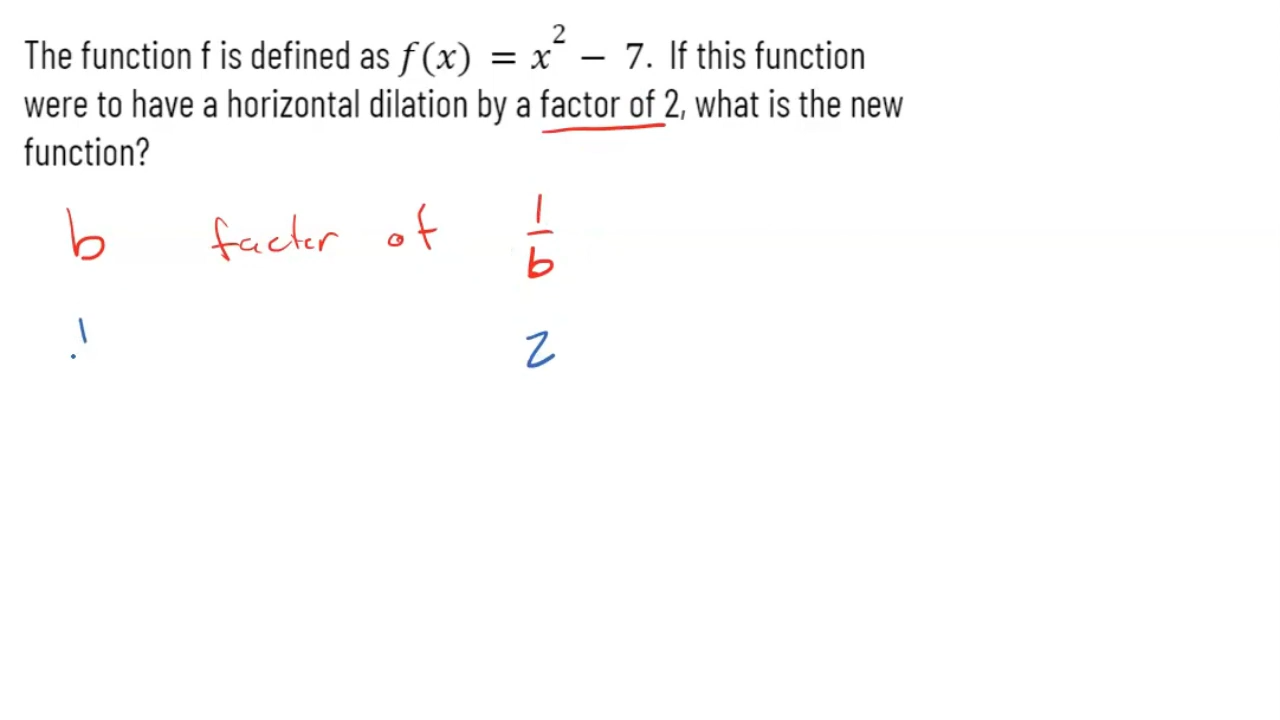 The function f is defined as f(x) = x² − 7. If this function
were to have a horizontal dilation by a factor of 2, what is the new
function?
b factor of 1/b
2